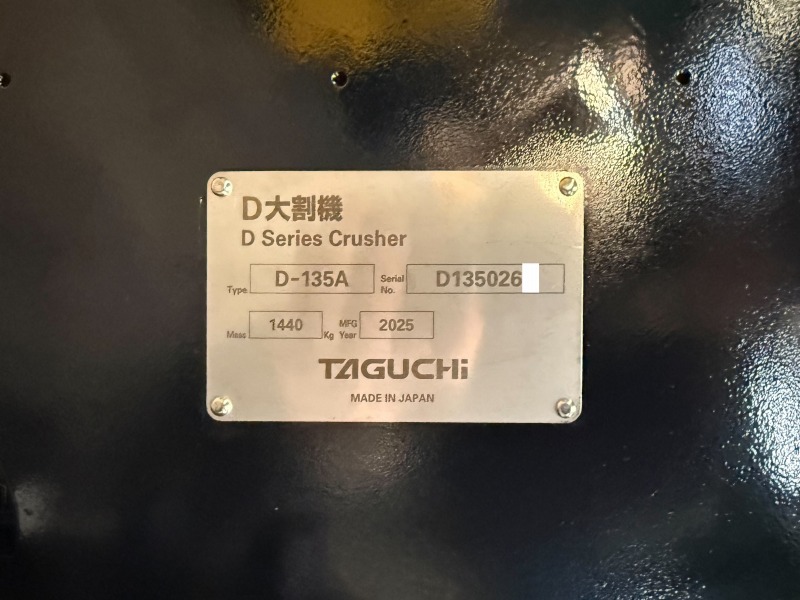 D大割機
D Series Crusher
Type D-135A Serial No. D135026
Mass 1440 Kg MFG Year 2025
TAGUCHi
MADE IN JAPAN